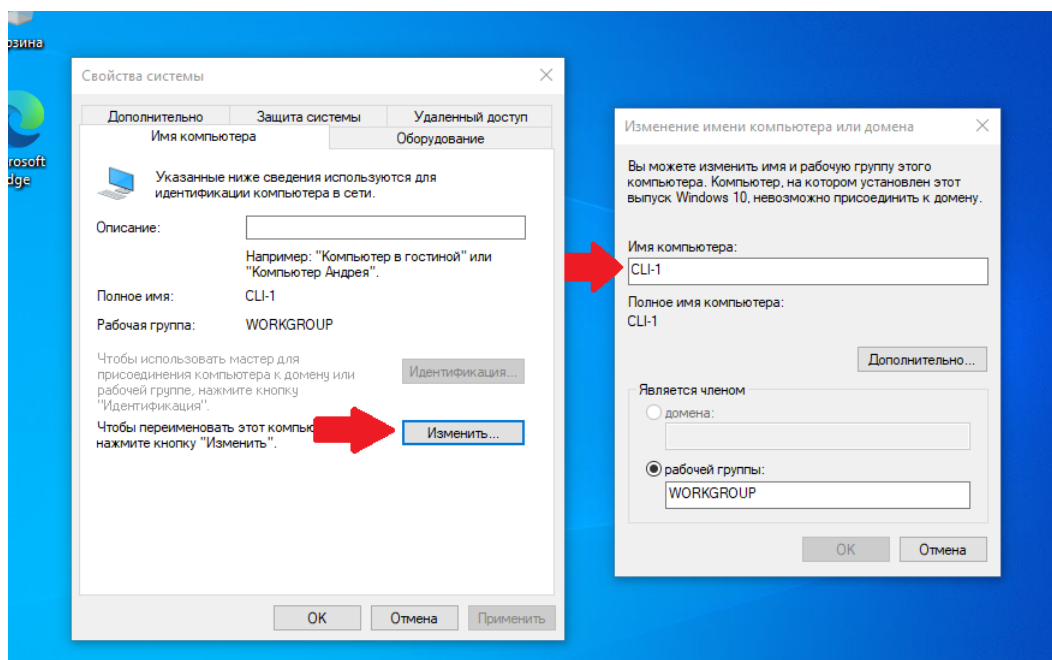 Свойства системы
Дополнительно
Защита системы
Удаленный доступ
Имя компьютера
Оборудование
Указанные ниже сведения используются для
идентификации компьютера в сети.
Описание:
Например: "Компьютер в гостиной" или
"Компьютер Андрея".
Полное имя:
CLI-1
Рабочая группа:
WORKGROUP
Чтобы использовать мастер для
присоединения компьютера к домену или
рабочей группе, нажмите кнопку
"Идентификация".
Идентификация...
Чтобы переименовать этот
нажмите кнопку "Изменить".
Изменить...
OK
Отмена
Применить
Изменение имени компьютера или домена
Вы можете изменить имя и рабочую группу этого
компьютера. Компьютер, на котором установлен этот
выпуск Windows 10, невозможно присоединить к домену.
Имя компьютера:
CLI-1
Полное имя компьютера:
CLI-1
Дополнительно...
Является членом
домена:
рабочей группы:
WORKGROUP
OK
Отмена